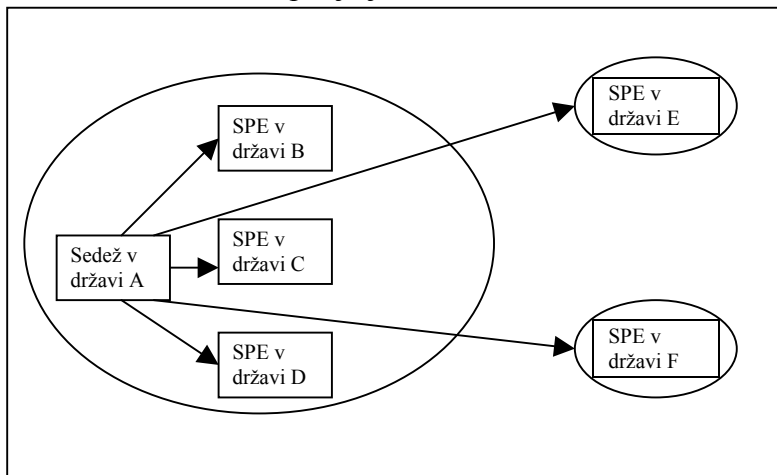 SPE v
državi B
SPE v
državi E
Sedež v
državi A
SPE v
državi C
SPE v
državi D
SPE v
državi F